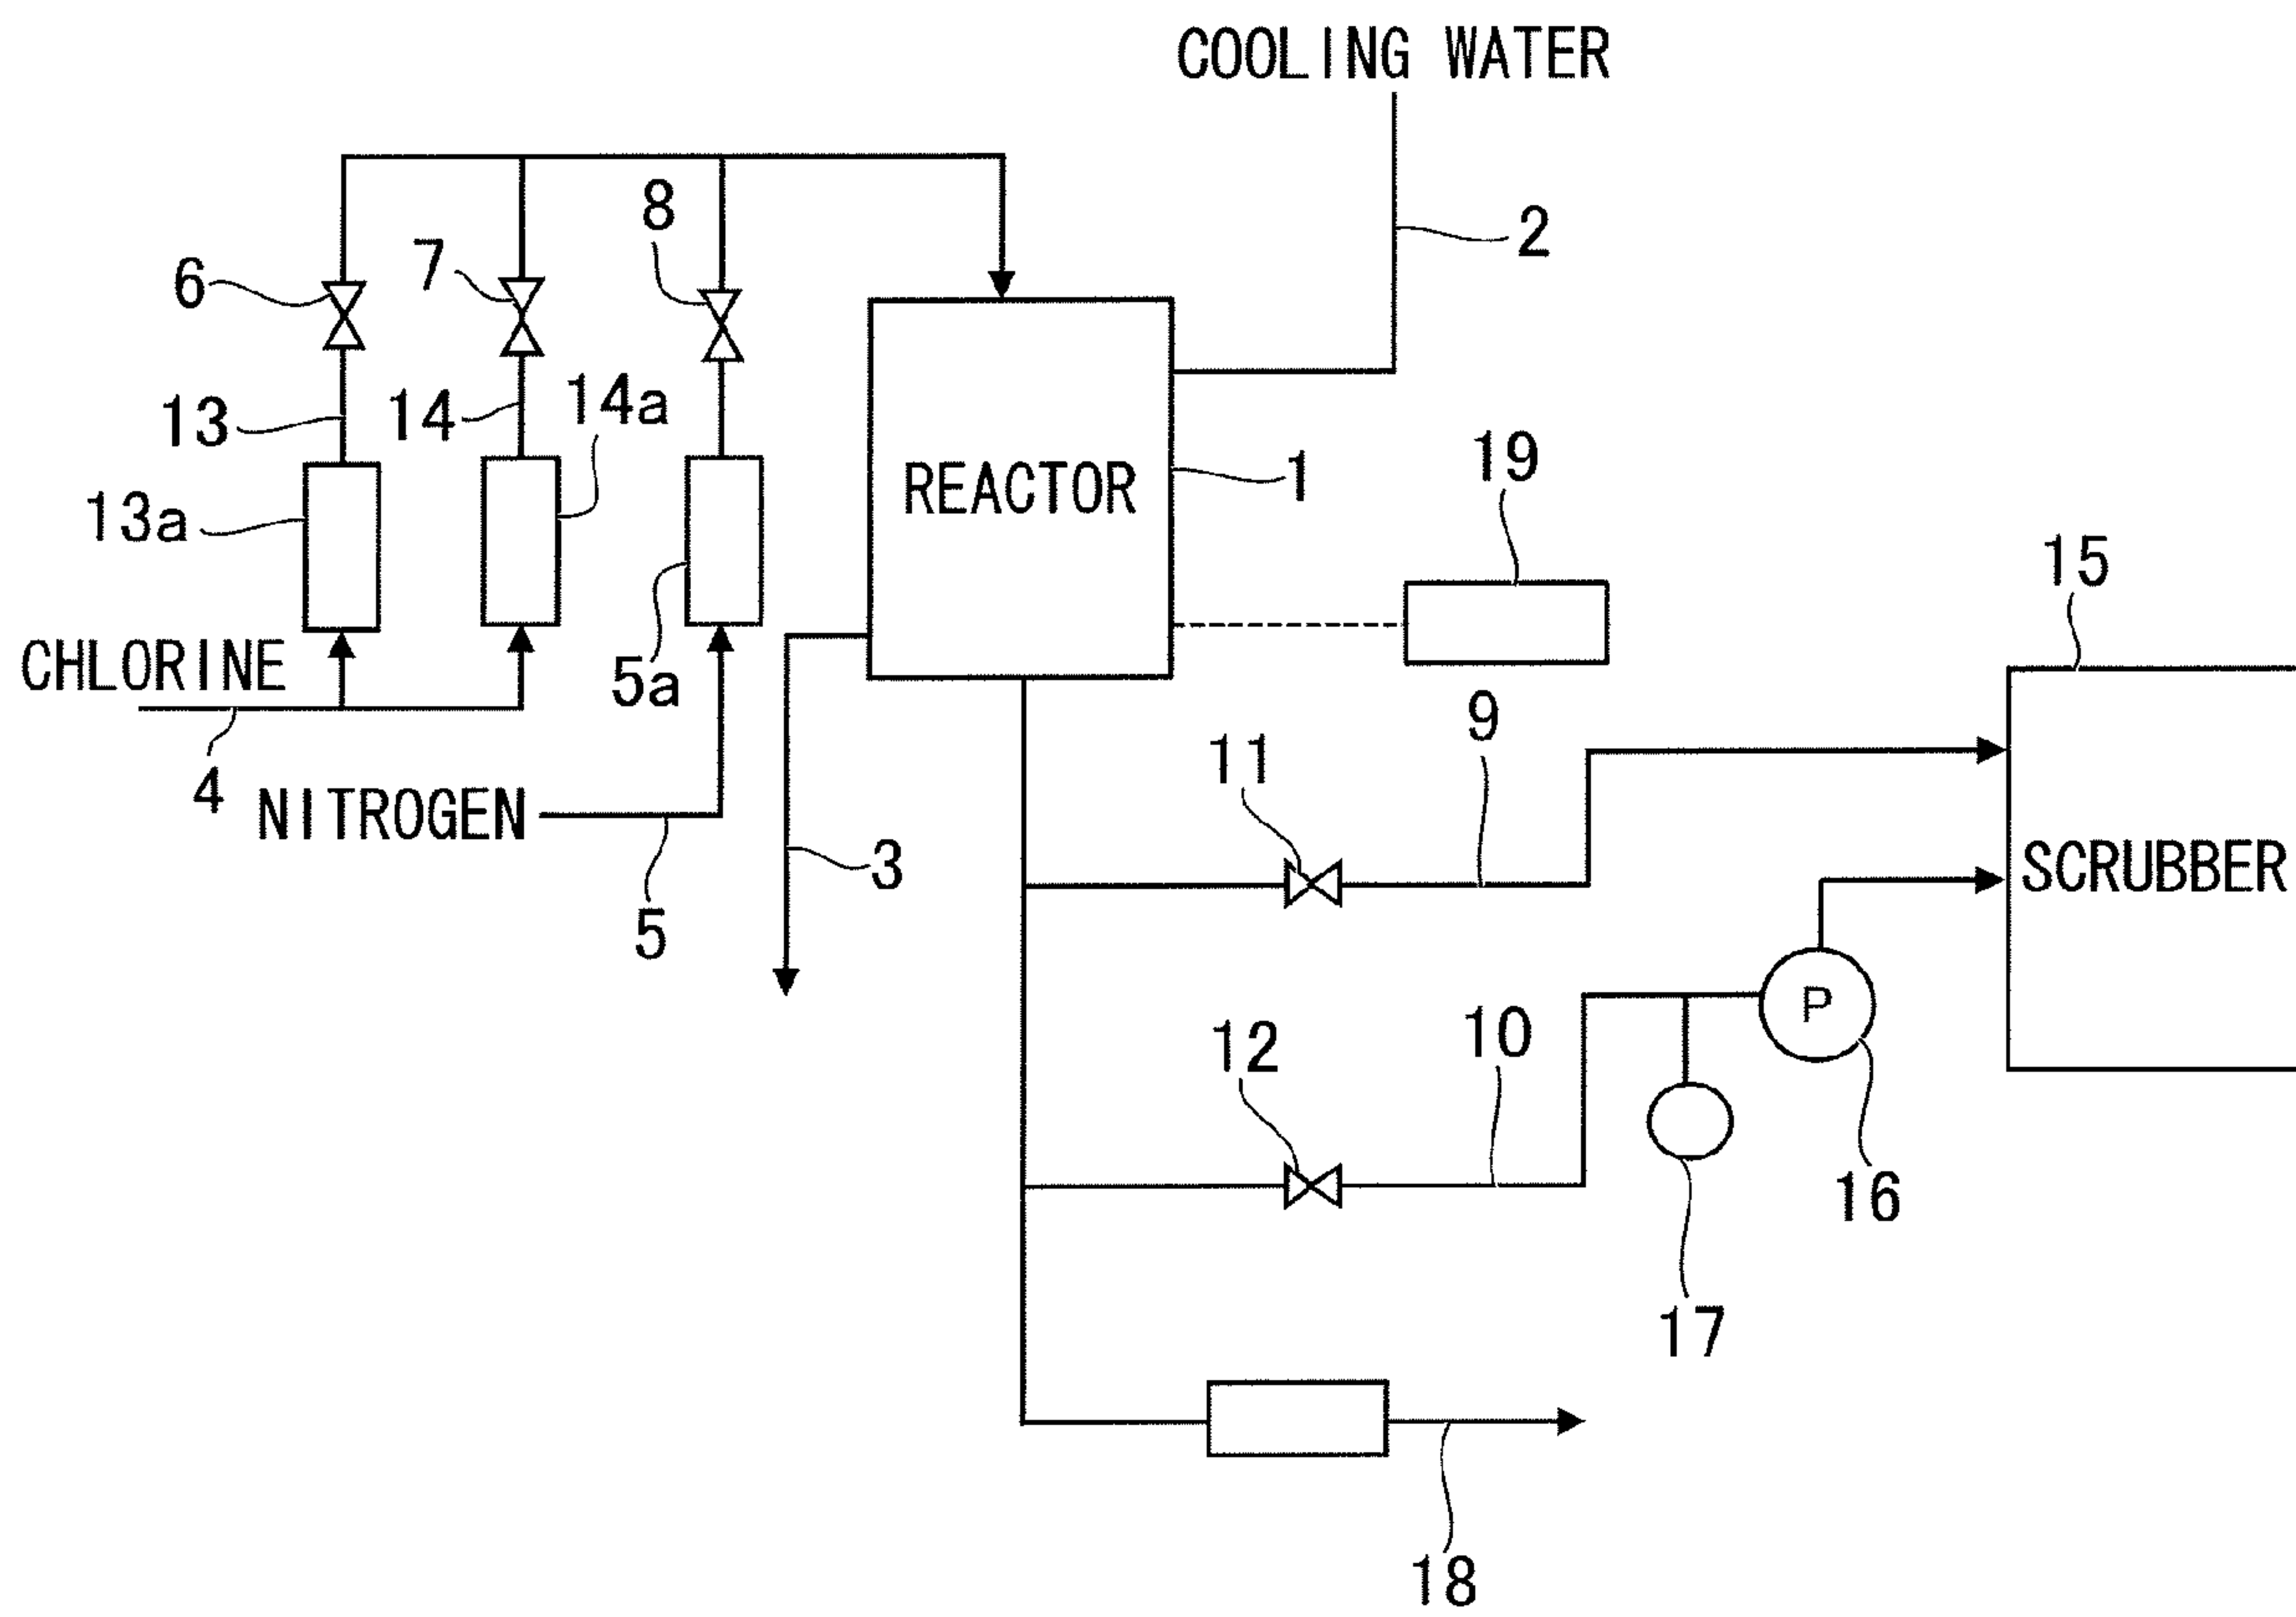 COOLING WATER
8
2
7
6
13
14
14a
REACTOR
1
19
13a
15
CHLORINE
5a
9
11
4
NITROGEN
3
SCRUBBER
5
P
12
10
16
17
18